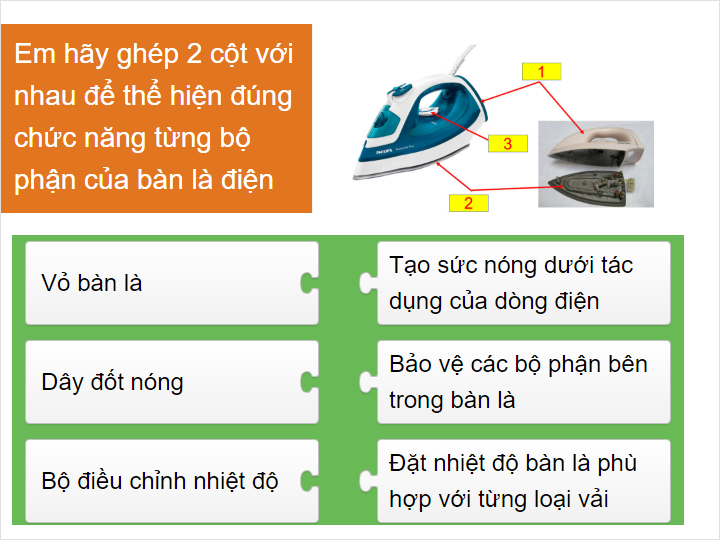 Em hãy ghép 2 cột với
nhau để thể hiện đúng
chức năng từng bộ
phận của bàn là điện
1
3
2
PHILIPS
Vỏ bàn là
Tạo sức nóng dưới tác
dụng của dòng điện
Dây đốt nóng
Bảo vệ các bộ phận bên
trong bàn là
Bộ điều chỉnh nhiệt độ
Đặt nhiệt độ bàn là phù
hợp với từng loại vải